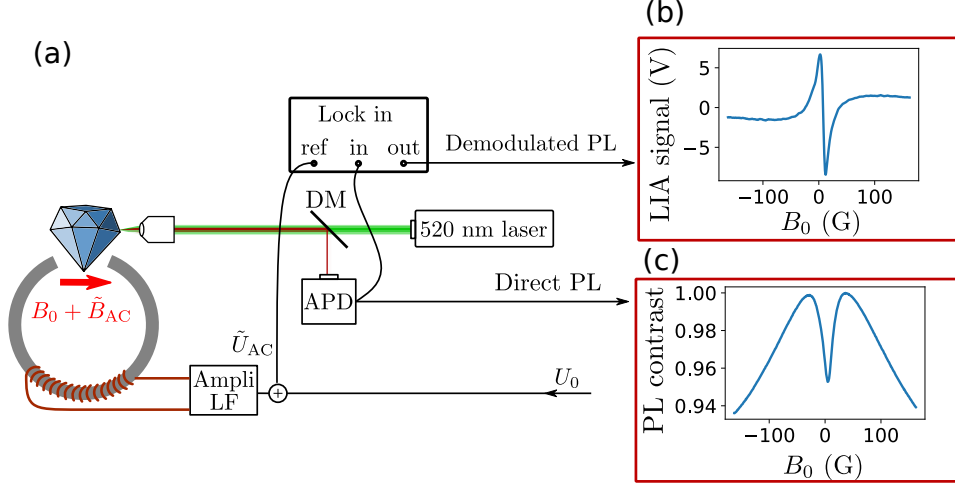 (a)
Lock in
ref in out
Demodulated PL
DM
520 nm laser
APD
Direct PL
B₀ + B̃_AC
Ũ_AC
Ampli
LF
+
U₀
(b)
LIA signal (V)
5
0
−5
−100 0 100
B₀ (G)
(c)
PL contrast
1.00
0.98
0.96
0.94
−100 0 100
B₀ (G)